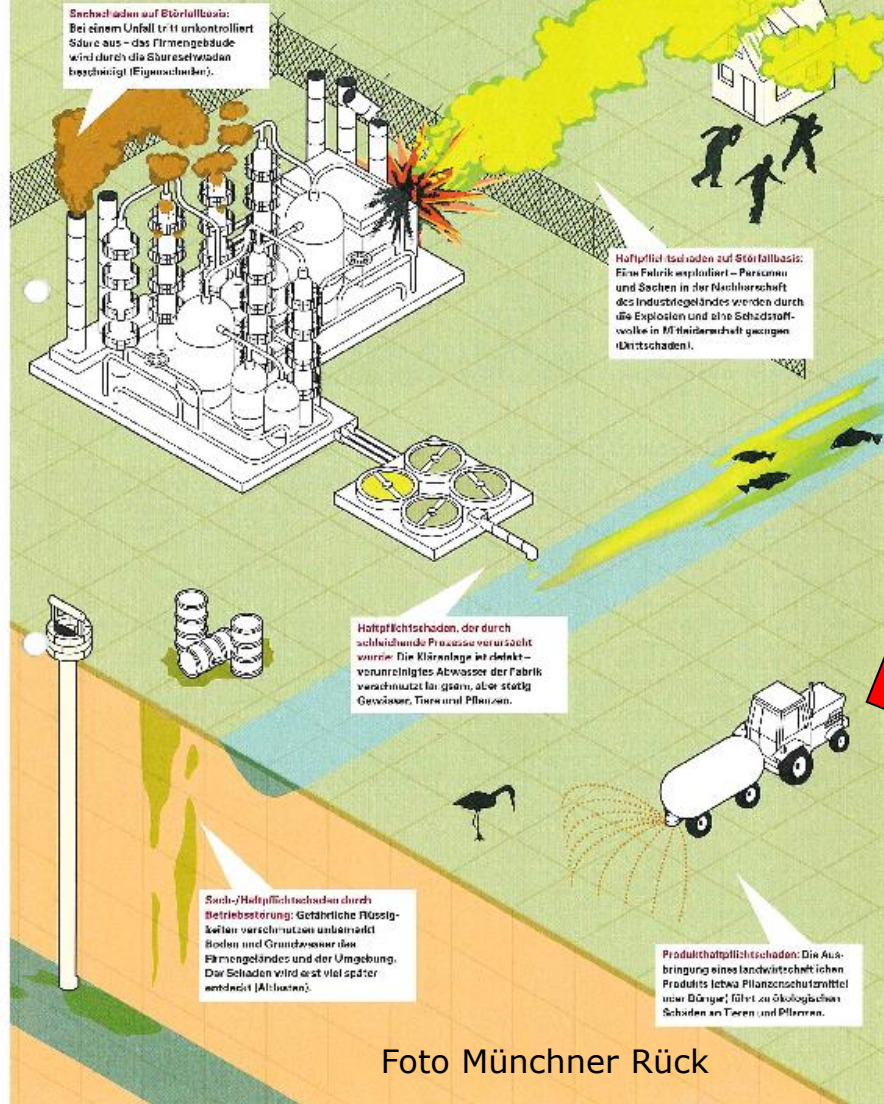 Sachschaden auf Störfallbasis:
Bei einem Unfall tritt unkontrolliert
Säure aus – das Firmengebäude
wird durch die Säureschwaden
beschädigt (Eigenschaden).
Haftpflichtschaden auf Störfallbasis:
Eine Fabrik explodiert – Personen
und Sachen in der Nachbarschaft
des Industriegeländes werden durch
die Explosion und eine Schadstoff-
wolke in Mitleidenschaft gezogen
(Drittschaden).
Haftpflichtschaden, der durch
schleichende Prozesse verursacht
wurde: Die Kläranlage ist defekt –
verunreinigtes Abwasser der Fabrik
verschmutzt langsam, aber stetig
Gewässer, Tiere und Pflanzen.
Sach-/Haftpflichtschaden durch
Betriebsstörung: Gefährliche Flüssig-
keiten verschmutzen unbemerkt
Boden und Grundwasser des
Firmengeländes und der Umgebung.
Der Schaden wird erst viel später
entdeckt (Altlasten).
Produkthaftpflichtschaden: Die Aus-
bringung eines landwirtschaftlichen
Produkts (etwa Pflanzenschutzmittel
oder Dünger) führt zu ökologischen
Schäden an Tieren und Pflanzen.
Foto Münchner Rück